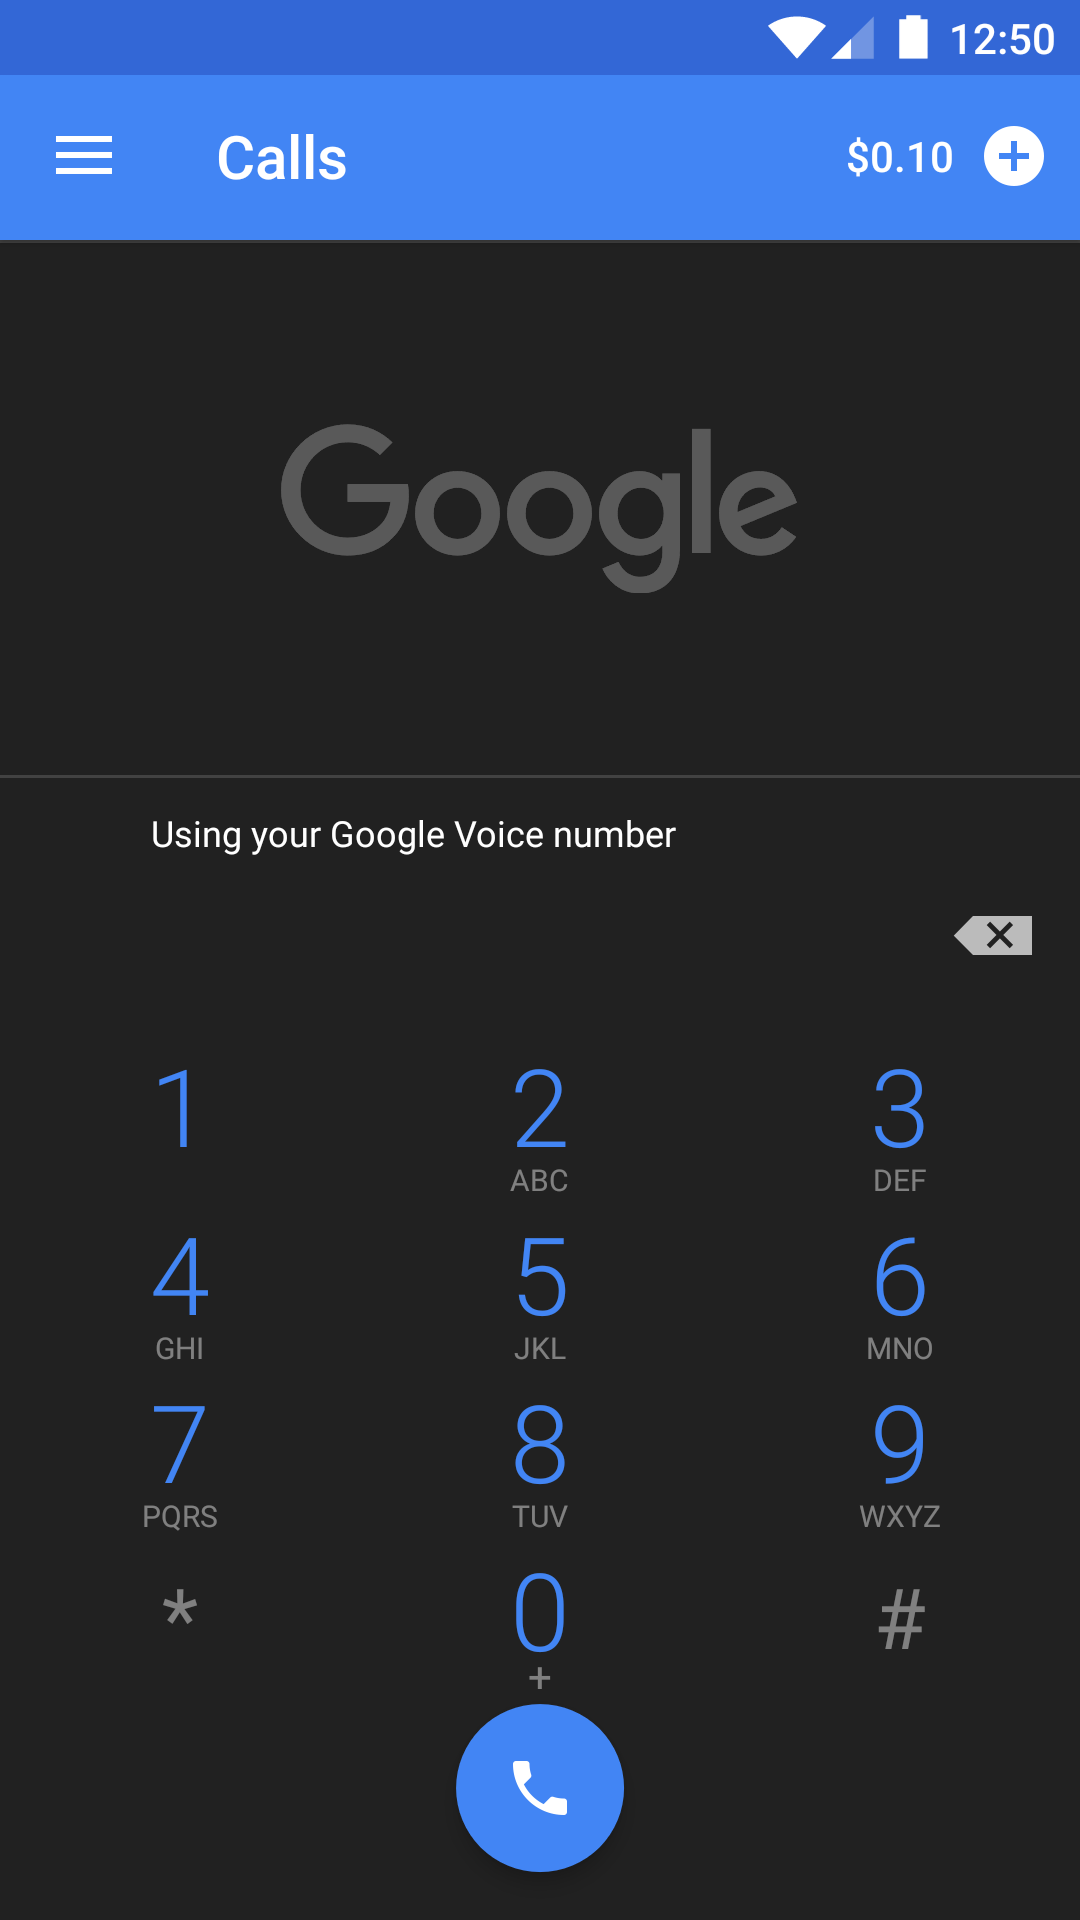 12:50
Calls
$0.10
Google
Using your Google Voice number
1 2 3
ABC DEF
4 5 6
GHI JKL MNO
7 8 9
PQRS TUV WXYZ
* 0 #
+